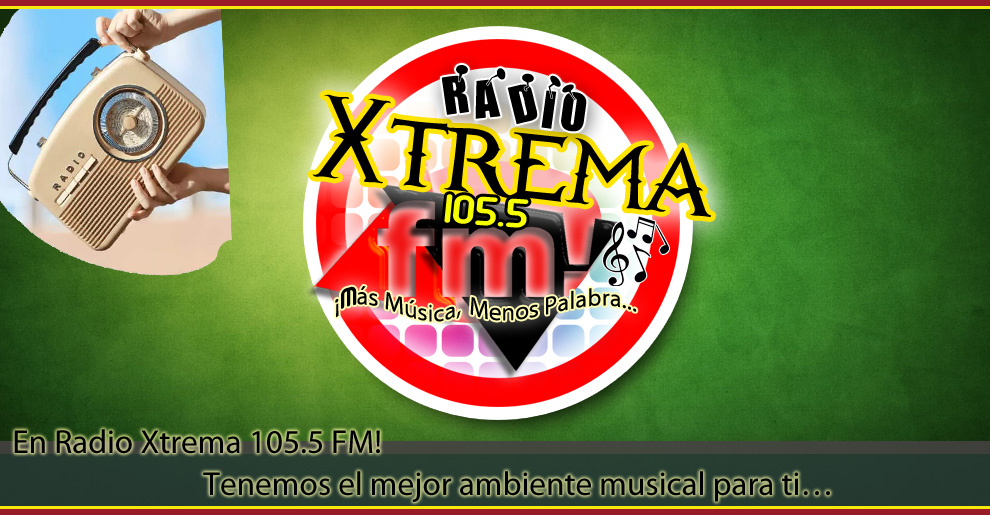 RADIO
RADIO
XTREMA
105.5
fm!
¡Más Música, Menos Palabra...
En Radio Xtrema 105.5 FM!
Tenemos el mejor ambiente musical para ti...